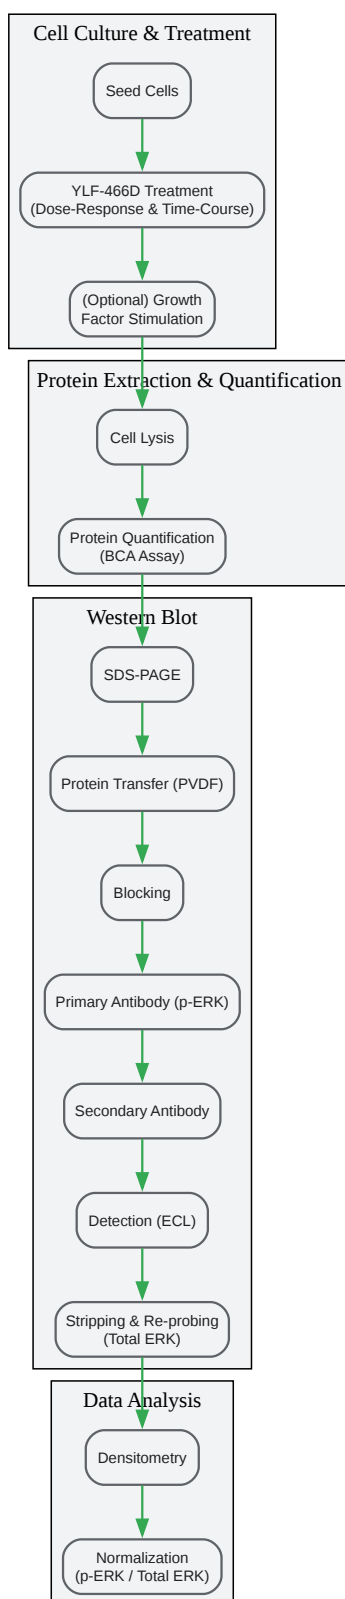 Cell Culture & Treatment
Seed Cells
YLF-466D Treatment
(Dose-Response & Time-Course)
(Optional) Growth
Factor Stimulation
Protein Extraction & Quantification
Cell Lysis
Protein Quantification
(BCA Assay)
Western Blot
SDS-PAGE
Protein Transfer (PVDF)
Blocking
Primary Antibody (p-ERK)
Secondary Antibody
Detection (ECL)
Stripping & Re-probing
(Total ERK)
Data Analysis
Densitometry
Normalization
(p-ERK / Total ERK)